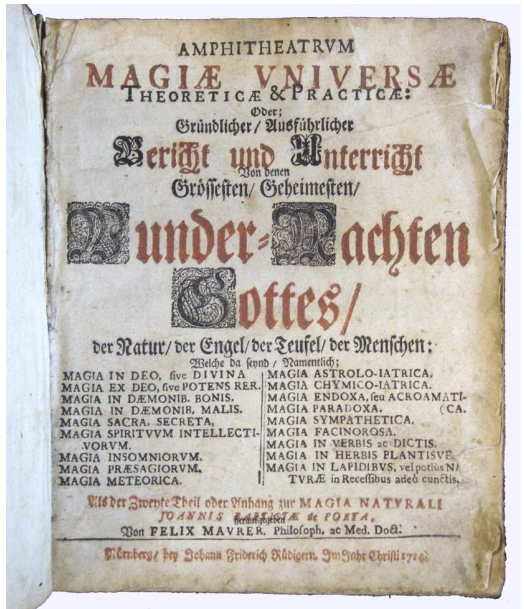 AMPHITHEATRVM
MAGIÆ VNIVERSÆ
THEORETICÆ & PRACTICÆ:
Oder;
Gründlicher/ Ausführlicher
Bericht und Unterricht
Von denen
Grössesten/ Geheimesten/
Wunder-Machten
Gottes/
der Natur/ der Engel/ der Teufel/ der Menschen:
Welche da seynd/ Namentlich;
MAGIA IN DEO, sive DIVINA
MAGIA EX DEO, sive POTENS RER.
MAGIA IN DÆMONIB. BONIS.
MAGIA IN DÆMONIB. MALIS.
MAGIA SACRA, SECRETA,
MAGIA SPIRITVVM INTELLECTI-
VORVM.
MAGIA INSOMNIORVM.
MAGIA PRÆSAGIORVM.
MAGIA METEORICA.
MAGIA ASTROLO-IATRICA.
MAGIA CHYMICO-IATRICA.
MAGIA ENDOXA, seu ACROAMATI-
MAGIA PARADOXA. (CA.
MAGIA SYMPATHETICA.
MAGIA FACINOROSA.
MAGIA IN VERBIS ac DICTIS.
MAGIA IN HERBIS PLANTISVE.
MAGIA IN LAPIDIBVS, vel potius NA
TVRÆ in Recessibus adeò cunctis.
Als der Zweyte Theil oder Anhang zur MAGIA NATVRALI
JOANNIS BAPTISTÆ de PORTA,
herausgegeben
Von FELIX MAVRER, Philosoph. ac Med. Doct.
Nürnberg/ bey Johann Friderich Rüdigern. Im Jahr Christi